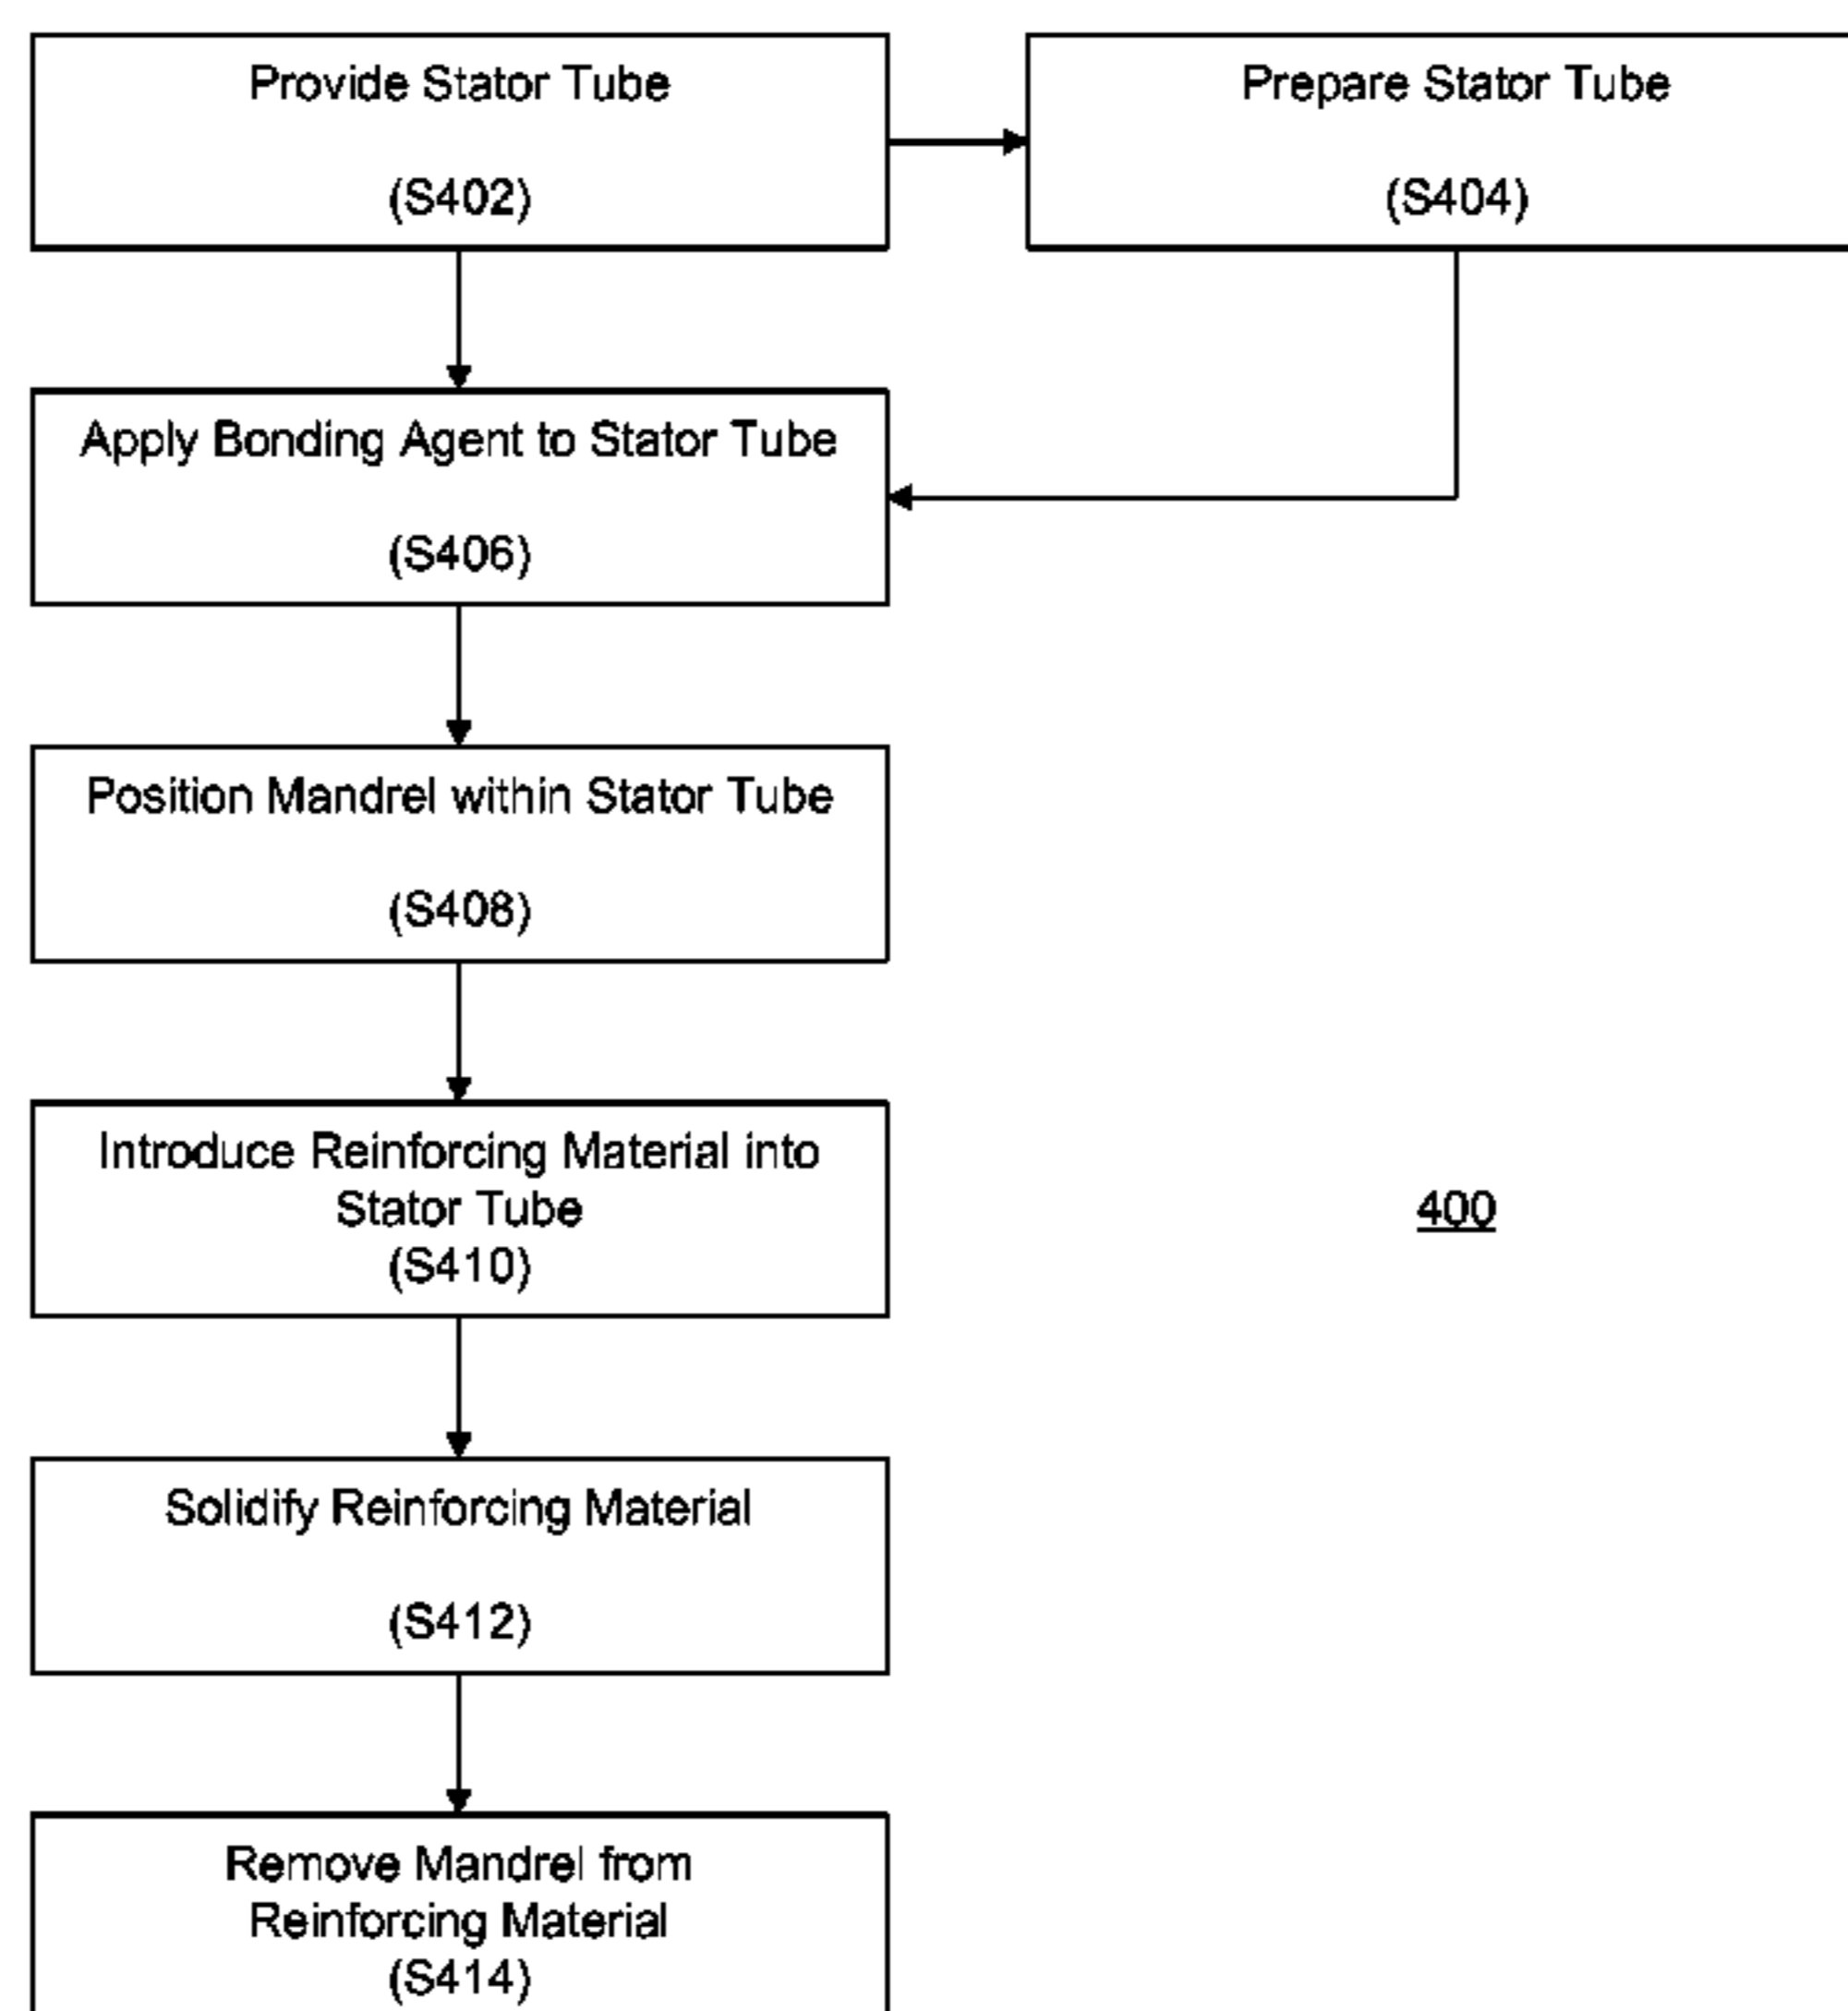 Provide Stator Tube
(S402)
Prepare Stator Tube
(S404)
Apply Bonding Agent to Stator Tube
(S406)
Position Mandrel within Stator Tube
(S408)
Introduce Reinforcing Material into
Stator Tube
(S410)
400
Solidify Reinforcing Material
(S412)
Remove Mandrel from
Reinforcing Material
(S414)